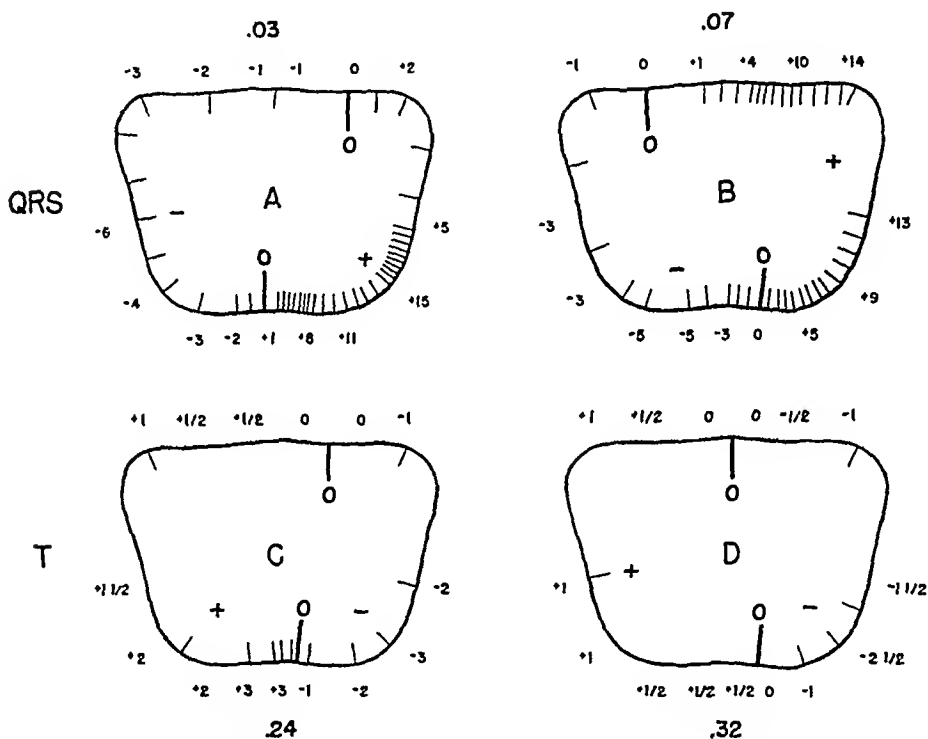 .03
.07
-3 -2 -1 -1 0 +2
-1 0 +1 +4 +10 +14
0
0
QRS
A
B
+
-
-6
+5
-3
+13
0
+
0
-
-4
+15
-3
+9
-3 -2 +1 +8 +11
-5 -5 -3 0 +5
+1 +1/2 +1/2 0 0 -1
+1 +1/2 0 0 -1/2 -1
0
0
T
C
D
+1 1/2
+
0
-
-2
+1
+
0
-
-1 1/2
+2
-3
+1
-2 1/2
+2 +3 +3 -1 -2
+1/2 +1/2 +1/2 0 -1
.24
.32